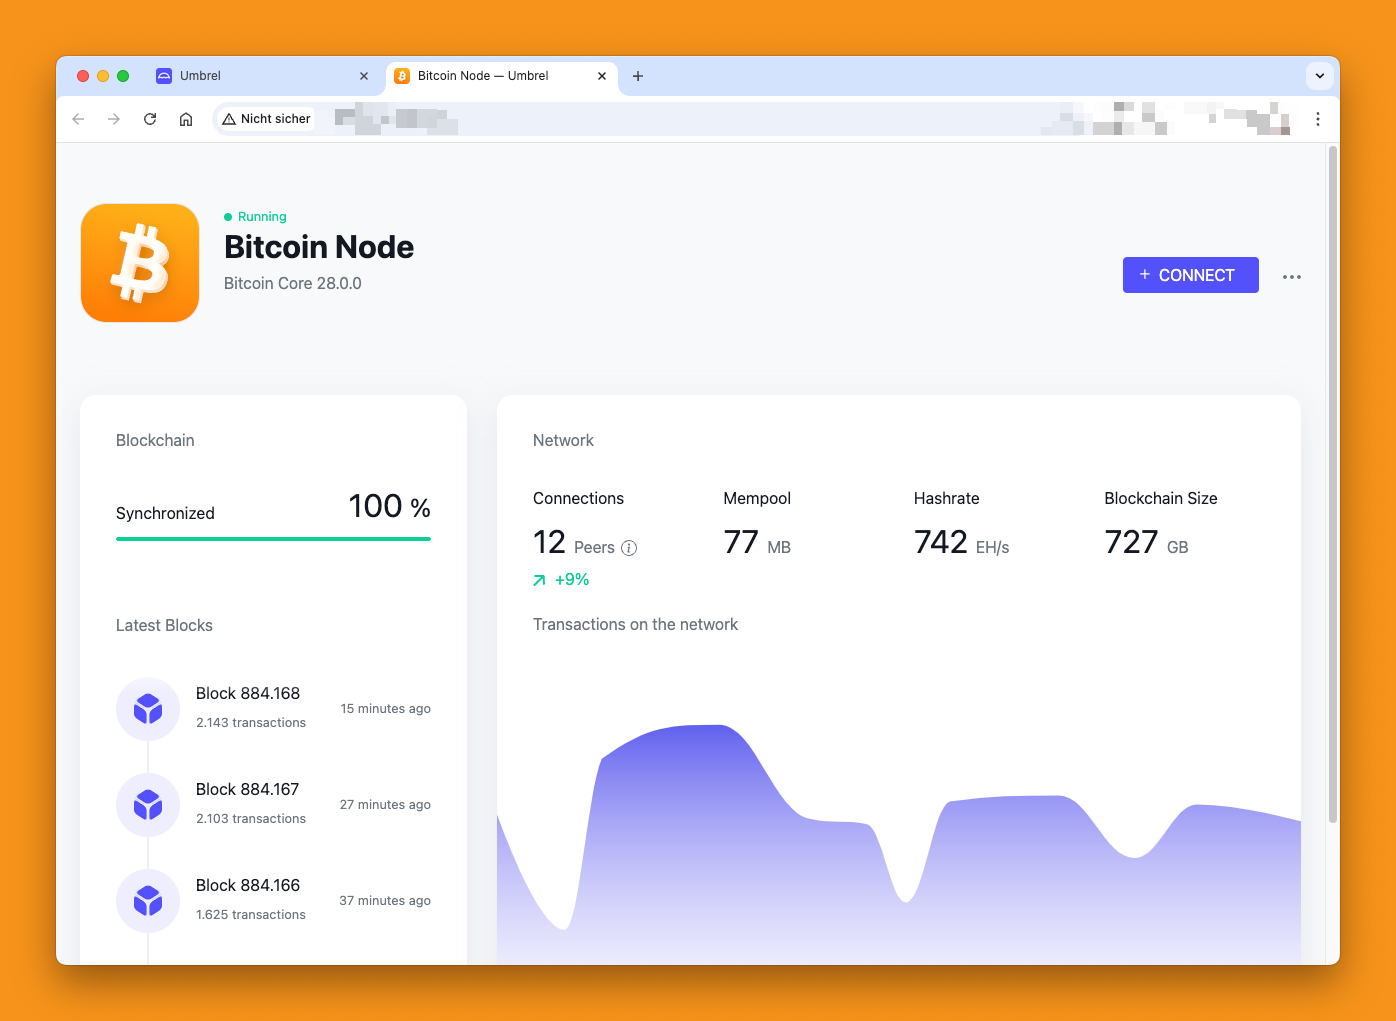 Umbrel
Bitcoin Node — Umbrel
Nicht sicher
Running
Bitcoin Node
Bitcoin Core 28.0.0
+ CONNECT
Blockchain
Synchronized 100 %
Latest Blocks
Block 884.168
2.143 transactions
15 minutes ago
Block 884.167
2.103 transactions
27 minutes ago
Block 884.166
1.625 transactions
37 minutes ago
Network
Connections Mempool Hashrate Blockchain Size
12 Peers 77 MB 742 EH/s 727 GB
+9%
Transactions on the network